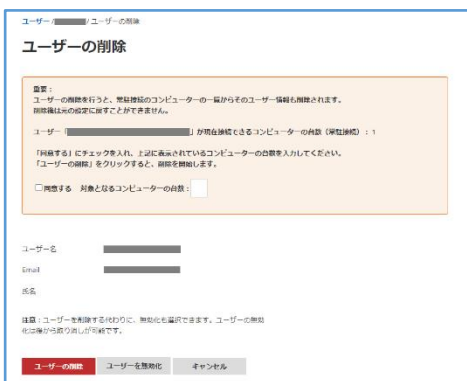 ユーザー / / ユーザーの削除
ユーザーの削除
重要：
ユーザーの削除を行うと、常駐接続のコンピューターの一覧からそのユーザー情報も削除されます。
削除後は元の設定に戻すことができません。
ユーザー「 」が現在接続できるコンピューターの台数（常駐接続）：1
「同意する」にチェックを入れ、上記に表示されているコンピューターの台数を入力してください。
「ユーザーの削除」をクリックすると、削除を開始します。
同意する 対象となるコンピューターの台数：
ユーザー名
Email
氏名
注意：ユーザーを削除する代わりに、無効化も選択できます。ユーザーの無効
化は後から取り消しが可能です。
ユーザーの削除 ユーザーを無効化 キャンセル